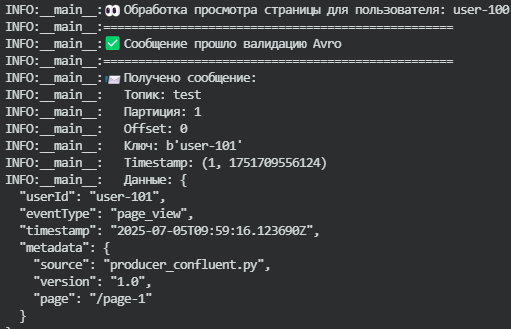 INFO:__main__:👀 Обработка просмотра страницы для пользователя: user-100
INFO:__main__:==================================================
INFO:__main__:✅ Сообщение прошло валидацию Avro
INFO:__main__:==================================================
INFO:__main__:📨 Получено сообщение:
INFO:__main__:   Топик: test
INFO:__main__:   Партиция: 1
INFO:__main__:   Offset: 0
INFO:__main__:   Ключ: b'user-101'
INFO:__main__:   Timestamp: (1, 1751709556124)
INFO:__main__:   Данные: {
  "userId": "user-101",
  "eventType": "page_view",
  "timestamp": "2025-07-05T09:59:16.123690Z",
  "metadata": {
    "source": "producer_confluent.py",
    "version": "1.0",
    "page": "/page-1"
  }
}